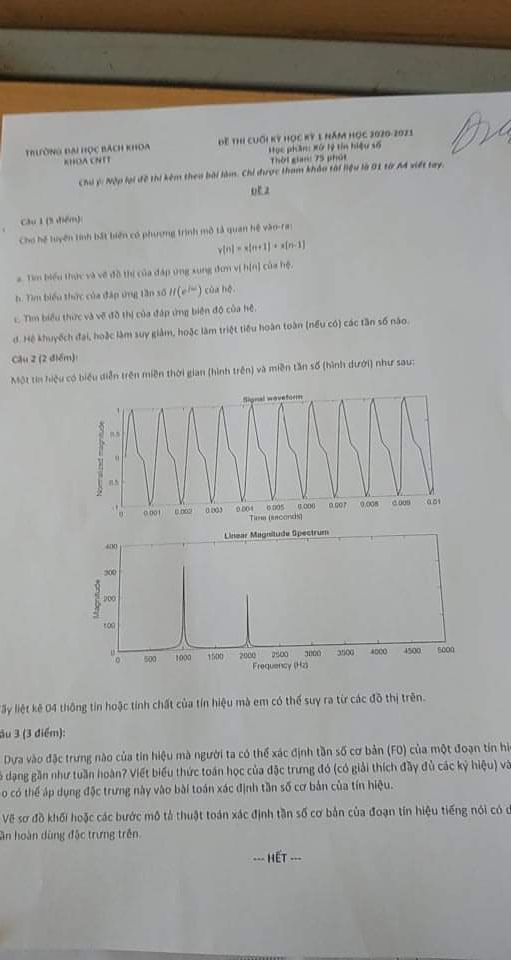 TRƯỜNG ĐẠI HỌC BÁCH KHOA
KHOA CNTT
ĐỀ THI CUỐI KỲ HỌC KỲ 1 NĂM HỌC 2020-2021
Học phần: Xử lý tín hiệu số
Thời gian: 75 phút
Chú ý: Nộp lại đề thi kèm theo bài làm. Chỉ được tham khảo tài liệu là 01 tờ A4 viết tay.
ĐỀ 2
Câu 1 (5 điểm):
Cho hệ tuyến tính bất biến có phương trình mô tả quan hệ vào-ra:
y[n] = x[n+1] + x[n-1]
a. Tìm biểu thức và vẽ đồ thị của đáp ứng xung đơn vị h[n] của hệ.
b. Tìm biểu thức của đáp ứng tần số H(e^jω) của hệ.
c. Tìm biểu thức và vẽ đồ thị của đáp ứng biên độ của hệ.
d. Hệ khuyếch đại, hoặc làm suy giảm, hoặc làm triệt tiêu hoàn toàn (nếu có) các tần số nào.
Câu 2 (2 điểm):
Một tín hiệu có biểu diễn trên miền thời gian (hình trên) và miền tần số (hình dưới) như sau:
Signal waveform
Normalized magnitude
1
0.5
0
0.5
-1
0 0.001 0.002 0.003 0.004 0.005 0.006 0.007 0.008 0.009 0.01
Time (seconds)
Linear Magnitude Spectrum
Magnitude
400
300
200
100
0
0 500 1000 1500 2000 2500 3000 3500 4000 4500 5000
Frequency (Hz)
ãy liệt kê 04 thông tin hoặc tính chất của tín hiệu mà em có thể suy ra từ các đồ thị trên.
âu 3 (3 điểm):
Dựa vào đặc trưng nào của tín hiệu mà người ta có thể xác định tần số cơ bản (F0) của một đoạn tín hi
dạng gần như tuần hoàn? Viết biểu thức toán học của đặc trưng đó (có giải thích đầy đủ các ký hiệu) và
o có thể áp dụng đặc trưng này vào bài toán xác định tần số cơ bản của tín hiệu.
Vẽ sơ đồ khối hoặc các bước mô tả thuật toán xác định tần số cơ bản của đoạn tín hiệu tiếng nói có d
ần hoàn dùng đặc trưng trên.
--- HẾT ---